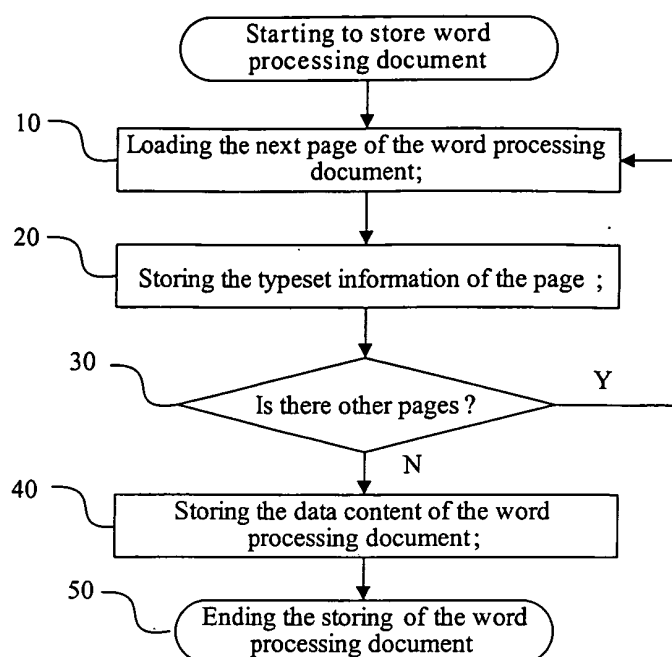 Starting to store word
processing document
10
Loading the next page of the word processing
document;
20
Storing the typeset information of the page ;
30
Is there other pages ?
Y
N
40
Storing the data content of the word
processing document;
50
Ending the storing of the word
processing document